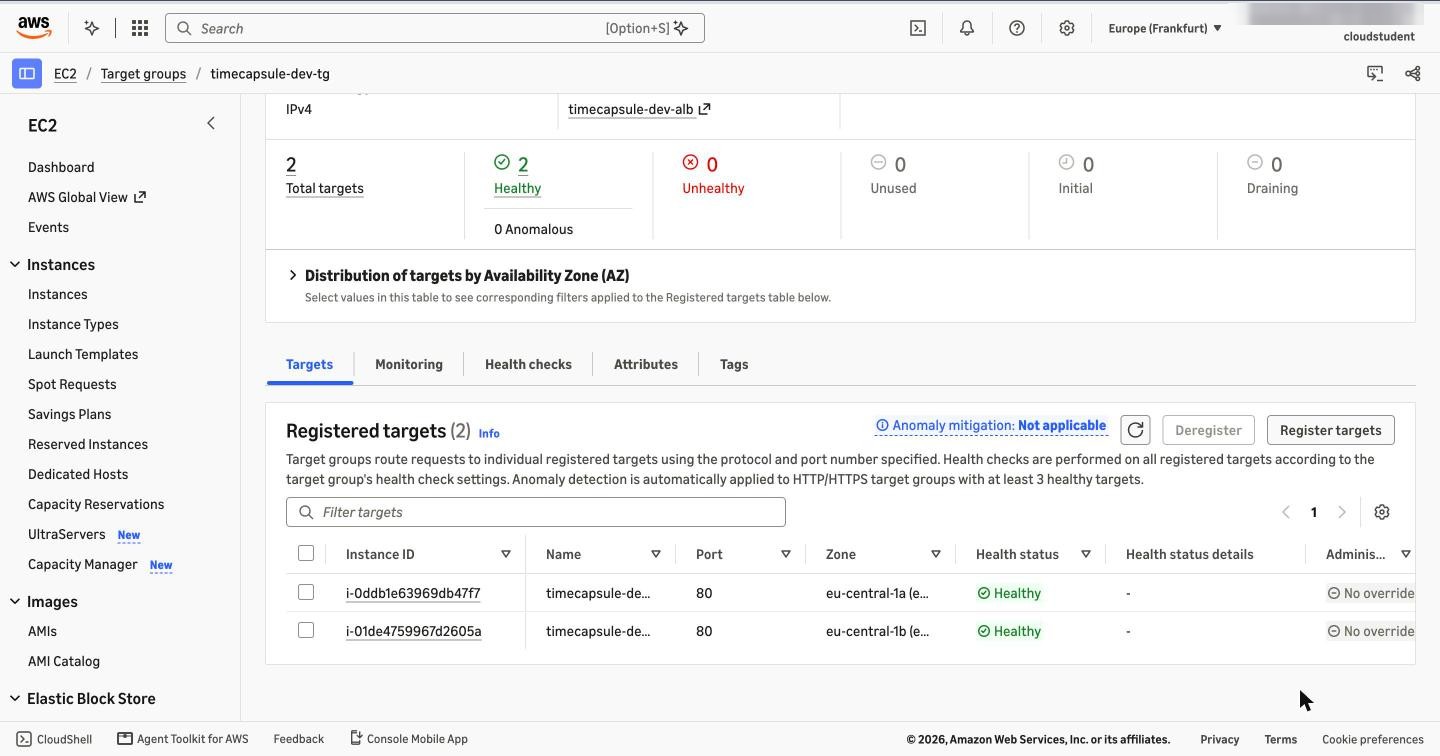 aws
Search [Option+S] Europe (Frankfurt)
cloudstudent
EC2 / Target groups / timecapsule-dev-tg
EC2
Dashboard
AWS Global View
Events
Instances
Instances
Instance Types
Launch Templates
Spot Requests
Savings Plans
Reserved Instances
Dedicated Hosts
Capacity Reservations
UltraServers New
Capacity Manager New
Images
AMIs
AMI Catalog
Elastic Block Store
IPv4 timecapsule-dev-alb
2 2 0 0 0 0
Total targets Healthy Unhealthy Unused Initial Draining
0 Anomalous
Distribution of targets by Availability Zone (AZ)
Select values in this table to see corresponding filters applied to the Registered targets table below.
Targets Monitoring Health checks Attributes Tags
Registered targets (2) Info Anomaly mitigation: Not applicable Deregister Register targets
Target groups route requests to individual registered targets using the protocol and port number specified. Health checks are performed on all registered targets according to the
target group's health check settings. Anomaly detection is automatically applied to HTTP/HTTPS target groups with at least 3 healthy targets.
Filter targets 1
Instance ID Name Port Zone Health status Health status details Adminis...
i-0ddb1e63969db47f7 timecapsule-de... 80 eu-central-1a (e... Healthy - No override
i-01de4759967d2605a timecapsule-de... 80 eu-central-1b (e... Healthy - No override
CloudShell Agent Toolkit for AWS Feedback Console Mobile App © 2026, Amazon Web Services, Inc. or its affiliates. Privacy Terms Cookie preferences